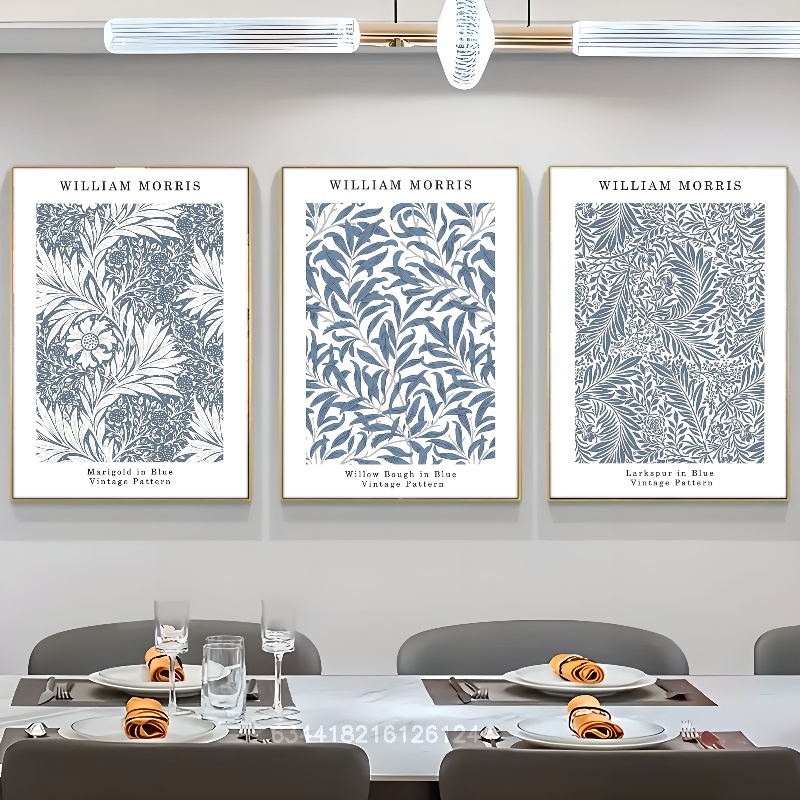 WILLIAM MORRIS
Marigold in Blue
Vintage Pattern
WILLIAM MORRIS
Willow Bough in Blue
Vintage Pattern
WILLIAM MORRIS
Larkspur in Blue
Vintage Pattern